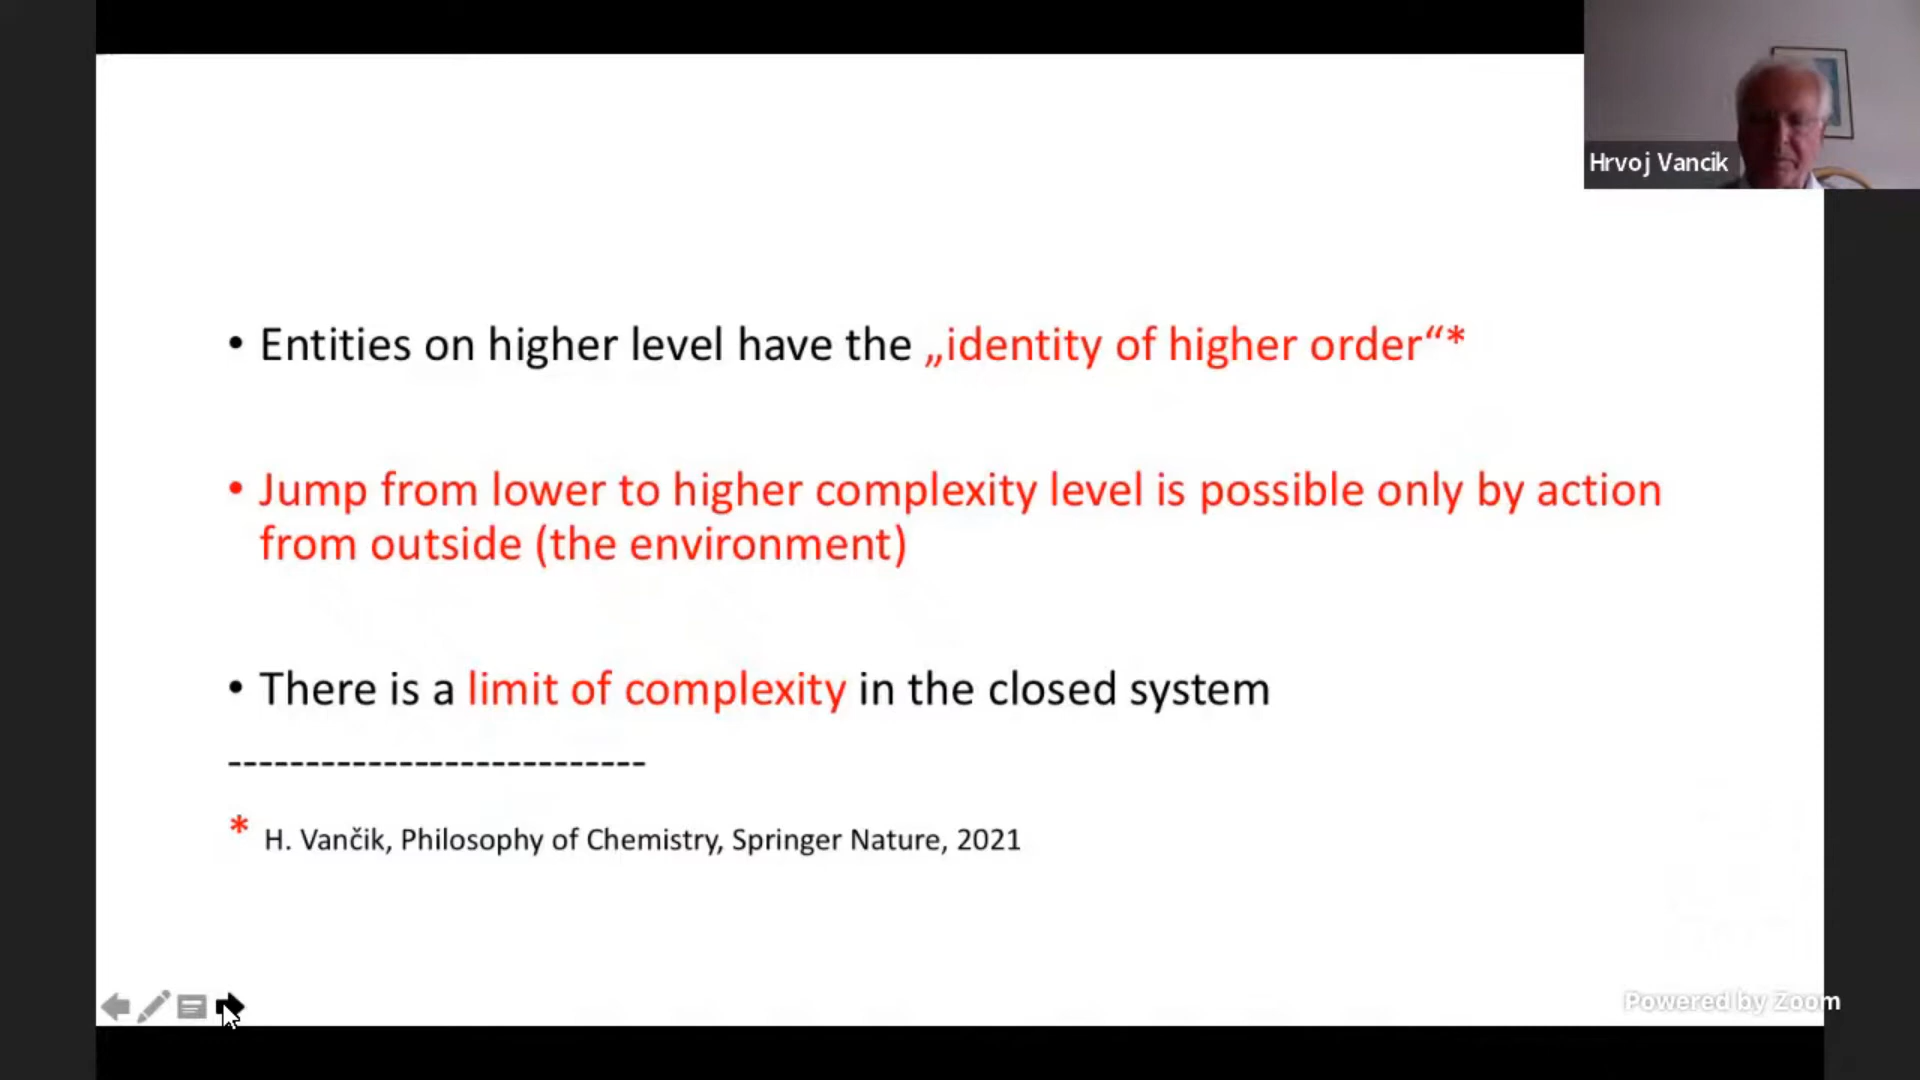 Hrvoj Vancik
• Entities on higher level have the „identity of higher order“*
• Jump from lower to higher complexity level is possible only by action
from outside (the environment)
• There is a limit of complexity in the closed system
---------------------------
* H. Vančik, Philosophy of Chemistry, Springer Nature, 2021
Powered by Zoom